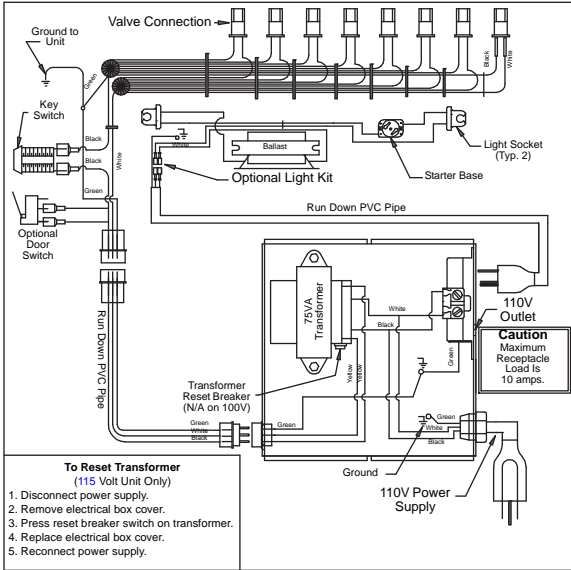 Valve Connection
Ground to
Unit
Black
White
Green
Key
Switch
Black
Black
White
Green
White
Ballast
Optional Light Kit
Starter Base
Light Socket
(Typ. 2)
Optional
Door
Switch
Run Down PVC Pipe
Run Down PVC Pipe
75VA
Transformer
White
Black
Green
Yellow
Yellow
110V
Outlet
Caution
Maximum
Receptacle
Load Is
10 amps.
Transformer
Reset Breaker
(N/A on 100V)
Green
White
Black
Green
Green
White
Black
Ground
110V Power
Supply
To Reset Transformer
(115 Volt Unit Only)
1. Disconnect power supply.
2. Remove electrical box cover.
3. Press reset breaker switch on transformer.
4. Replace electrical box cover.
5. Reconnect power supply.